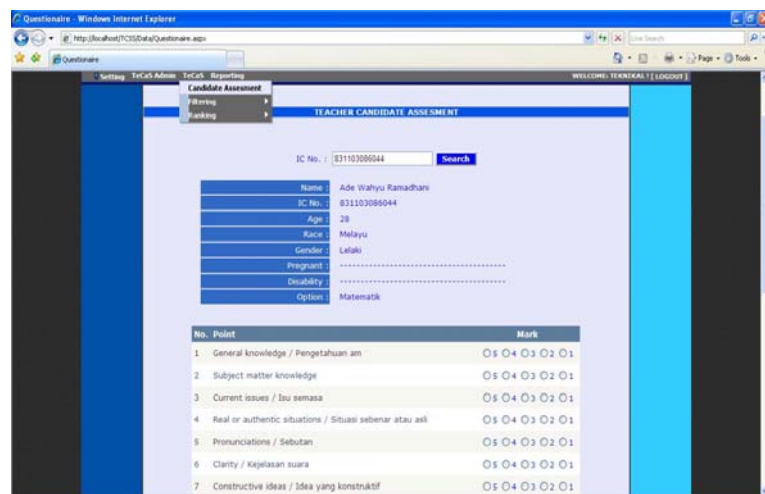 Questionaire - Windows Internet Explorer
http://localhost/TCSS/Data/Questionaire.aspx
Live Search
Questionaire
Page
Tools
Setting TeCaS Admin TeCaS Reporting WELCOME: TEKNIKAL ! [ LOGOUT ]
Candidate Assesment
Filtering
Ranking
TEACHER CANDIDATE ASSESMENT
IC No. : 831103086044 Search
Name : Ade Wahyu Ramadhani
IC No. : 831103086044
Age : 28
Race : Melayu
Gender : Lelaki
Pregnant : ----------------------------------------
Disability : ----------------------------------------
Option : Matematik
No. Point Mark
1 General knowledge / Pengetahuan am 5 4 3 2 1
2 Subject matter knowledge 5 4 3 2 1
3 Current issues / Isu semasa 5 4 3 2 1
4 Real or authentic situations / Situasi sebenar atau asli 5 4 3 2 1
5 Pronunciations / Sebutan 5 4 3 2 1
6 Clarity / Kejelasan suara 5 4 3 2 1
7 Constructive ideas / Idea yang konstruktif 5 4 3 2 1